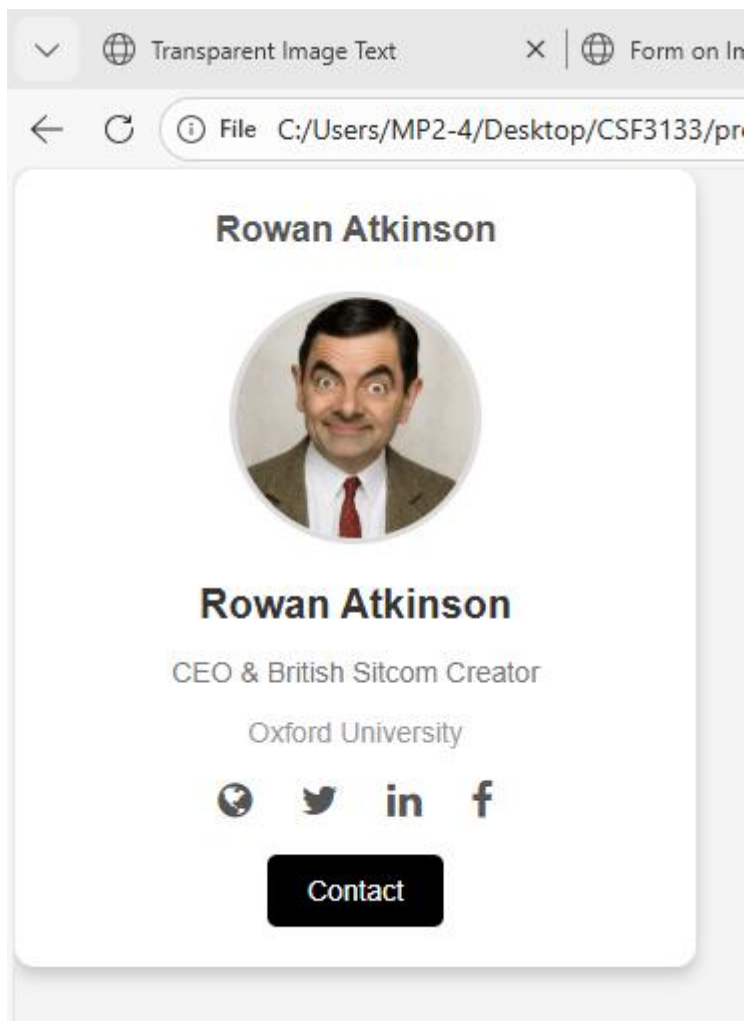 Transparent Image Text
Form on Im
File C:/Users/MP2-4/Desktop/CSF3133/pr
Rowan Atkinson
Rowan Atkinson
CEO & British Sitcom Creator
Oxford University
in f
Contact